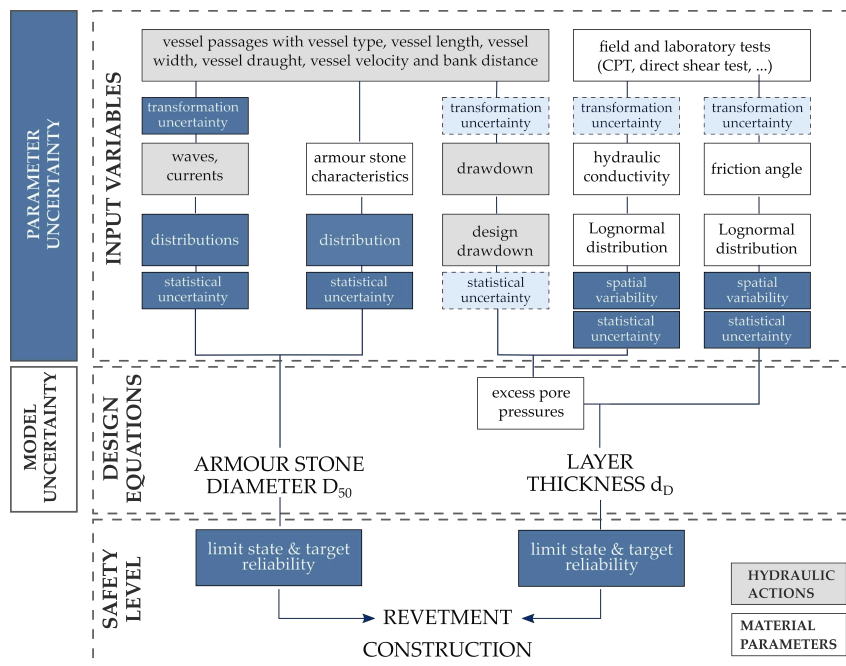 PARAMETER
UNCERTAINTY
INPUT VARIABLES
vessel passages with vessel type, vessel length, vessel
width, vessel draught, vessel velocity and bank distance
field and laboratory tests
(CPT, direct shear test, ...)
transformation
uncertainty
transformation
uncertainty
transformation
uncertainty
transformation
uncertainty
waves,
currents
armour stone
characteristics
drawdown
hydraulic
conductivity
friction angle
distributions
distribution
design
drawdown
Lognormal
distribution
Lognormal
distribution
statistical
uncertainty
statistical
uncertainty
statistical
uncertainty
spatial
variability
statistical
uncertainty
spatial
variability
statistical
uncertainty
MODEL
UNCERTAINTY
DESIGN
EQUATIONS
excess pore
pressures
ARMOUR STONE
DIAMETER D50
LAYER
THICKNESS dD
SAFETY
LEVEL
limit state & target
reliability
limit state & target
reliability
REVETMENT
CONSTRUCTION
HYDRAULIC
ACTIONS
MATERIAL
PARAMETERS